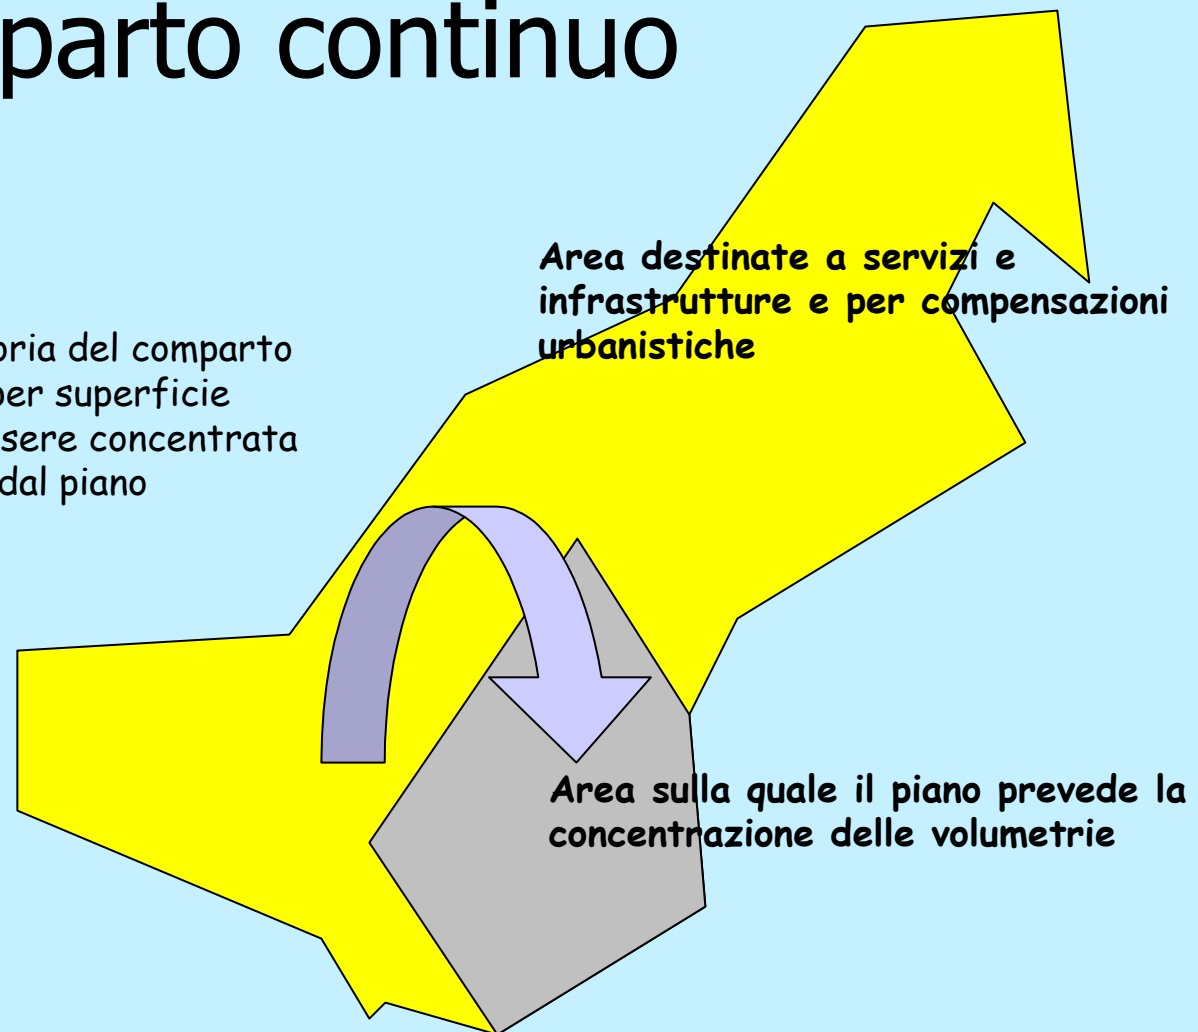 parto continuo
Area destinate a servizi e
infrastrutture e per compensazioni
urbanistiche
oria del comparto
per superficie
sere concentrata
dal piano
Area sulla quale il piano prevede la
concentrazione delle volumetrie